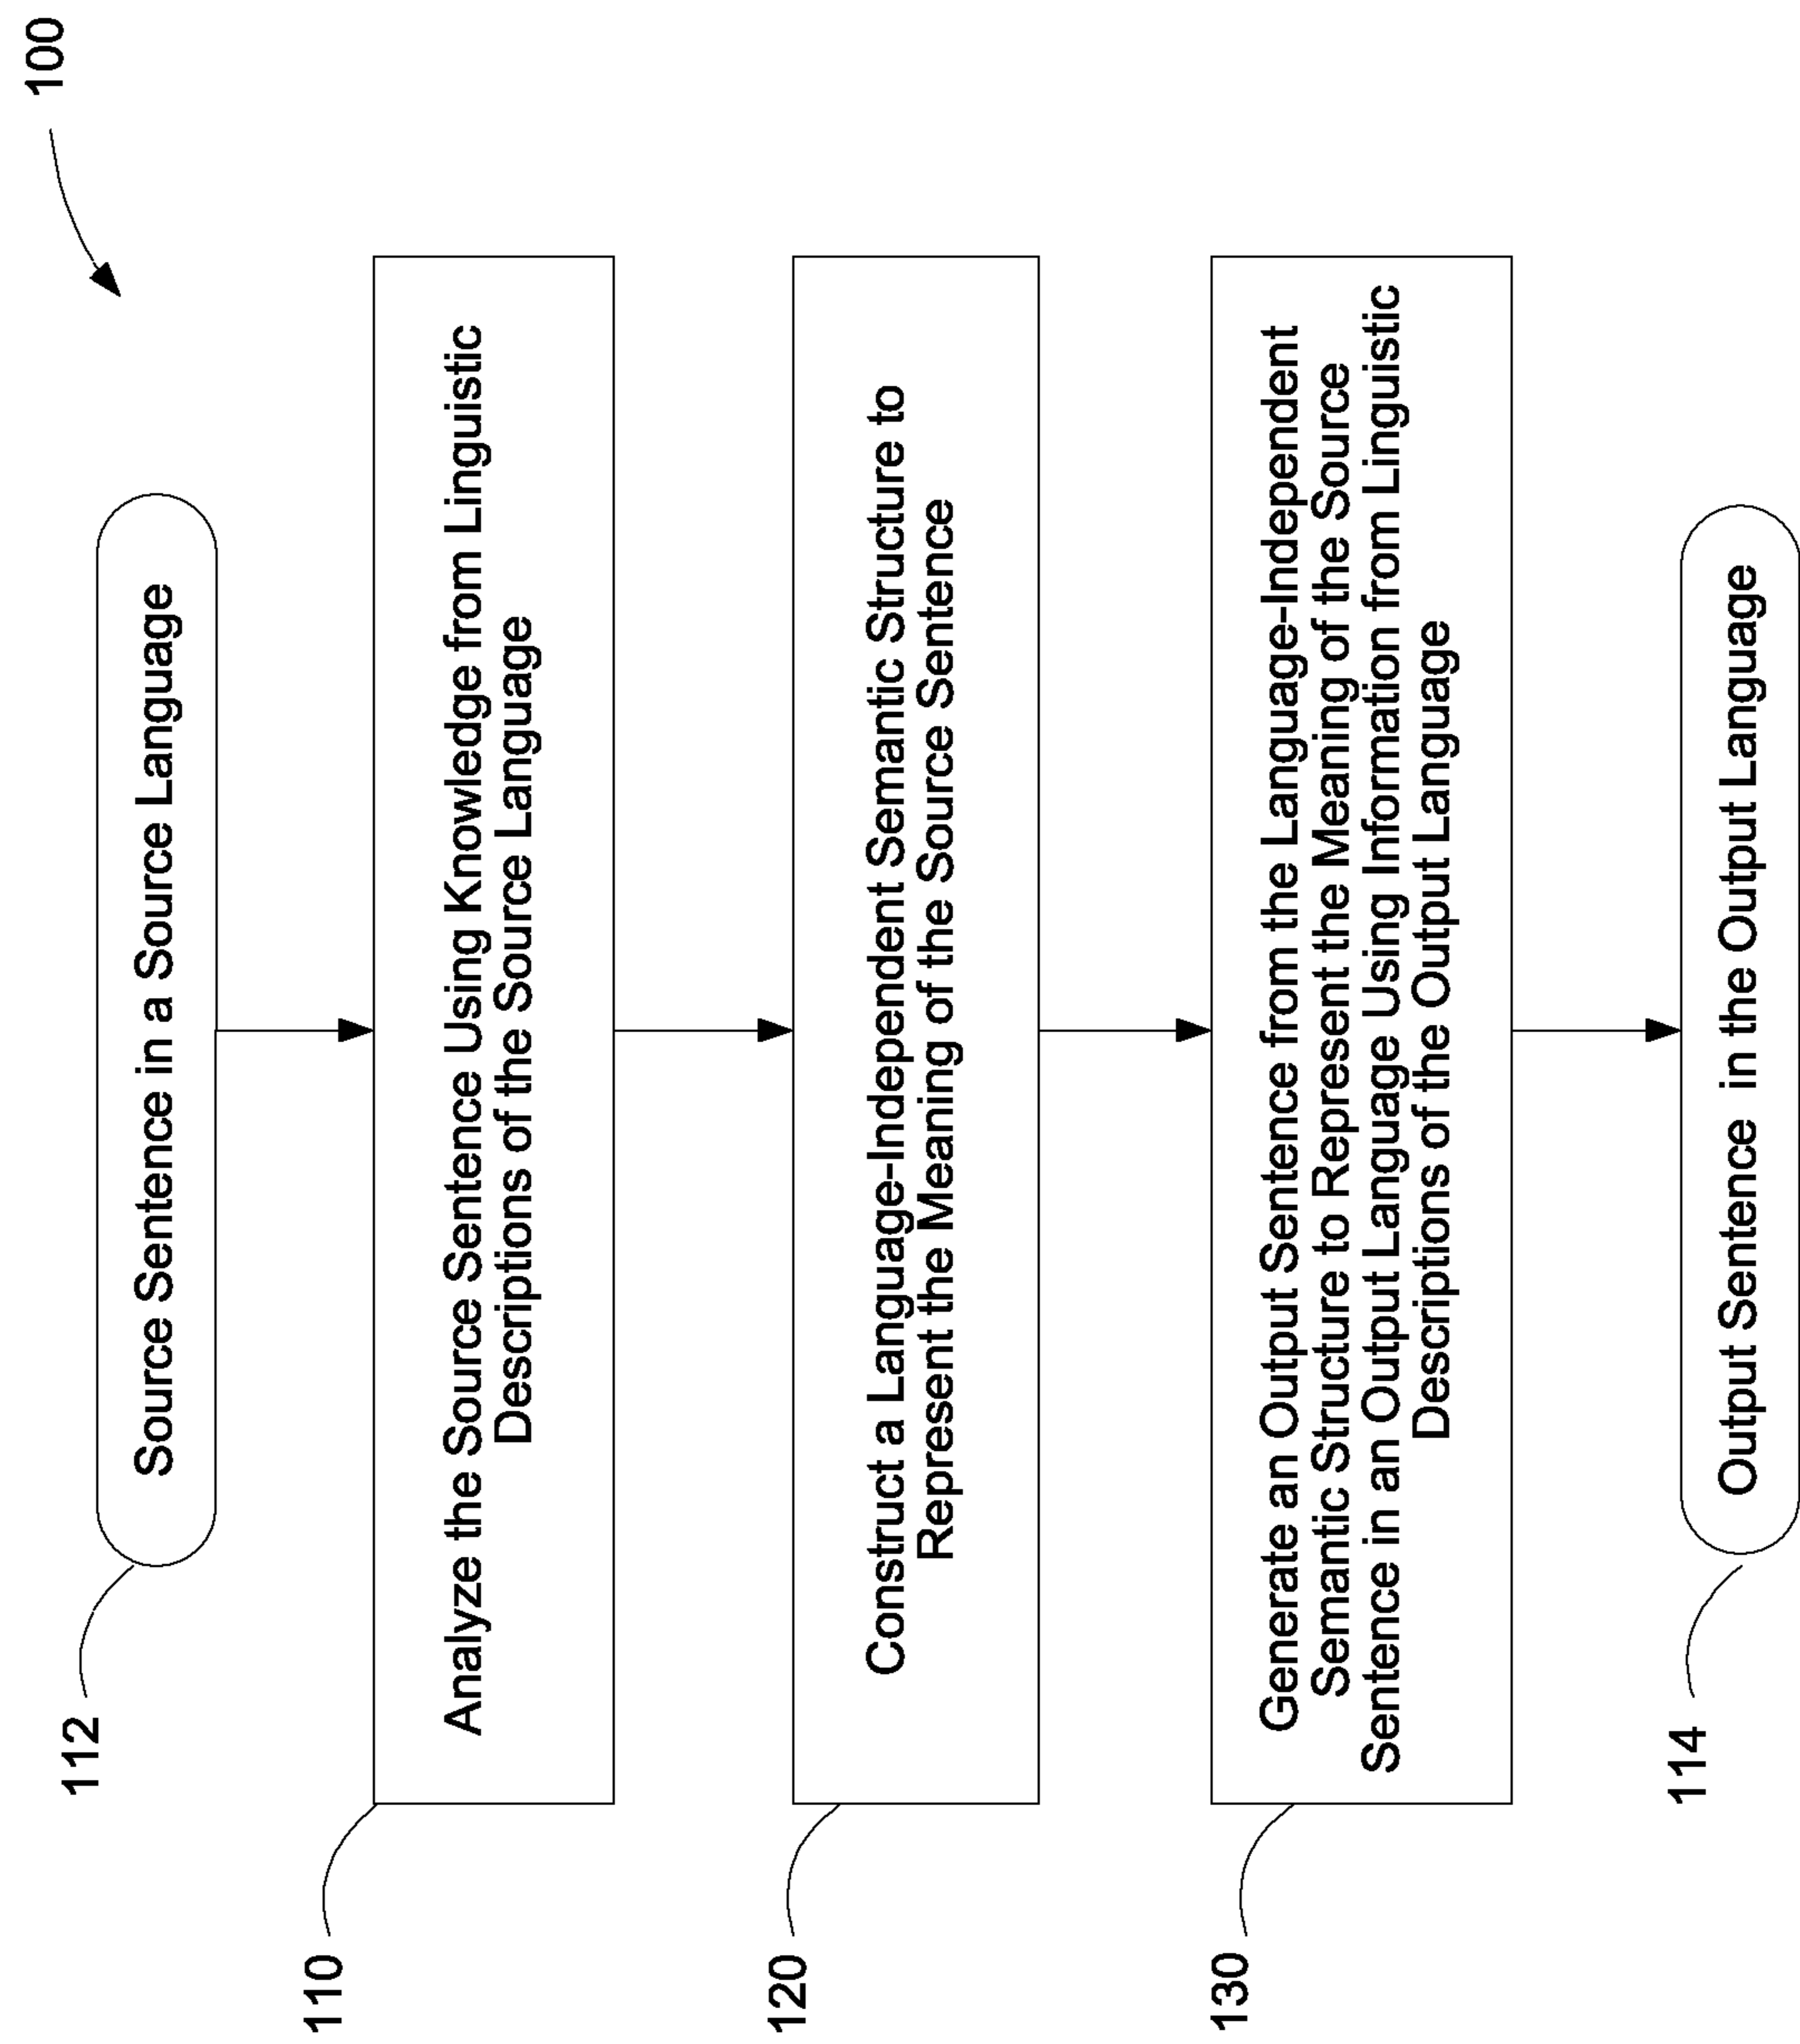 100
112
Source Sentence in a Source Language
110
Analyze the Source Sentence Using Knowledge from Linguistic
Descriptions of the Source Language
120
Construct a Language-Independent Semantic Structure to
Represent the Meaning of the Source Sentence
130
Generate an Output Sentence from the Language-Independent
Semantic Structure to Represent the Meaning of the Source
Sentence in an Output Language Using Information from Linguistic
Descriptions of the Output Language
114
Output Sentence in the Output Language